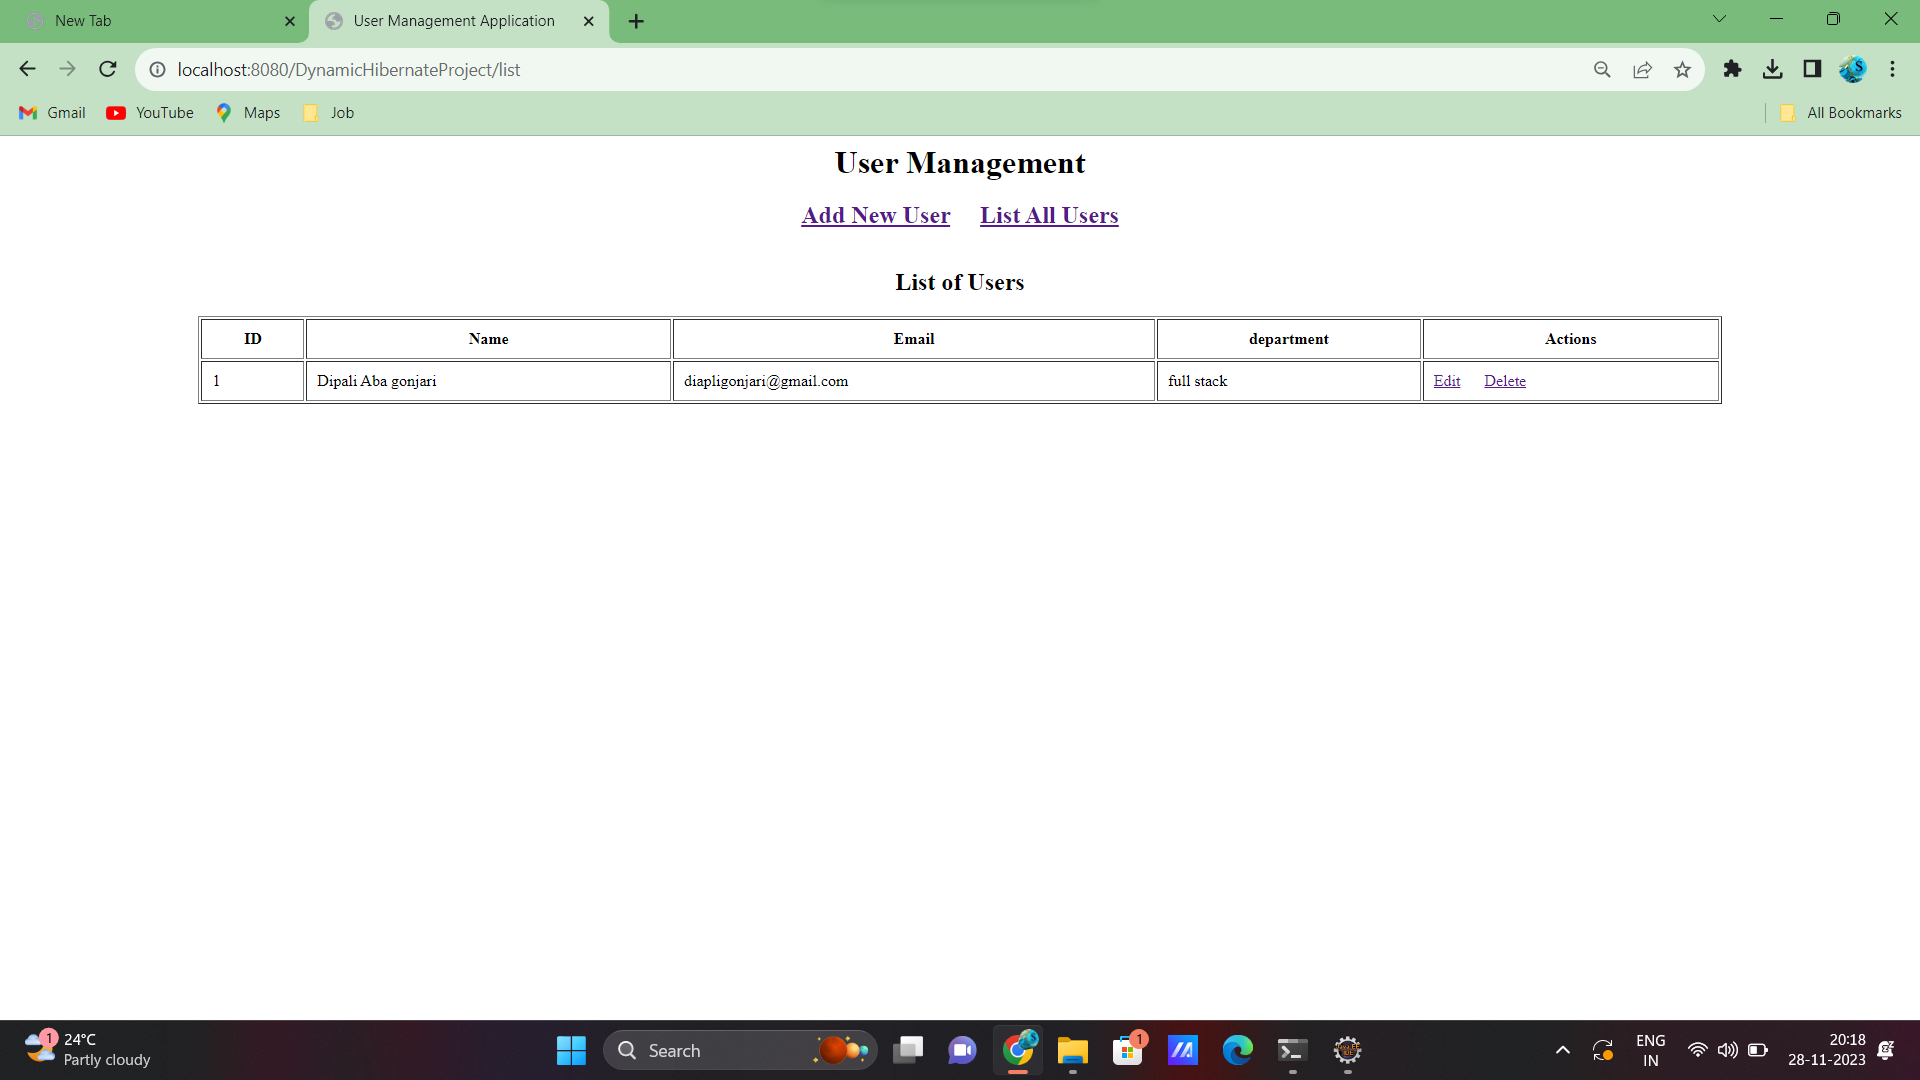 New Tab
User Management Application
localhost:8080/DynamicHibernateProject/list
S
Gmail YouTube Maps Job All Bookmarks
User Management
Add New User List All Users
List of Users
ID Name Email department Actions
1 Dipali Aba gonjari diapligonjari@gmail.com full stack Edit Delete
1 24°C
Partly cloudy
Search
1
ENG
IN
20:18
28-11-2023